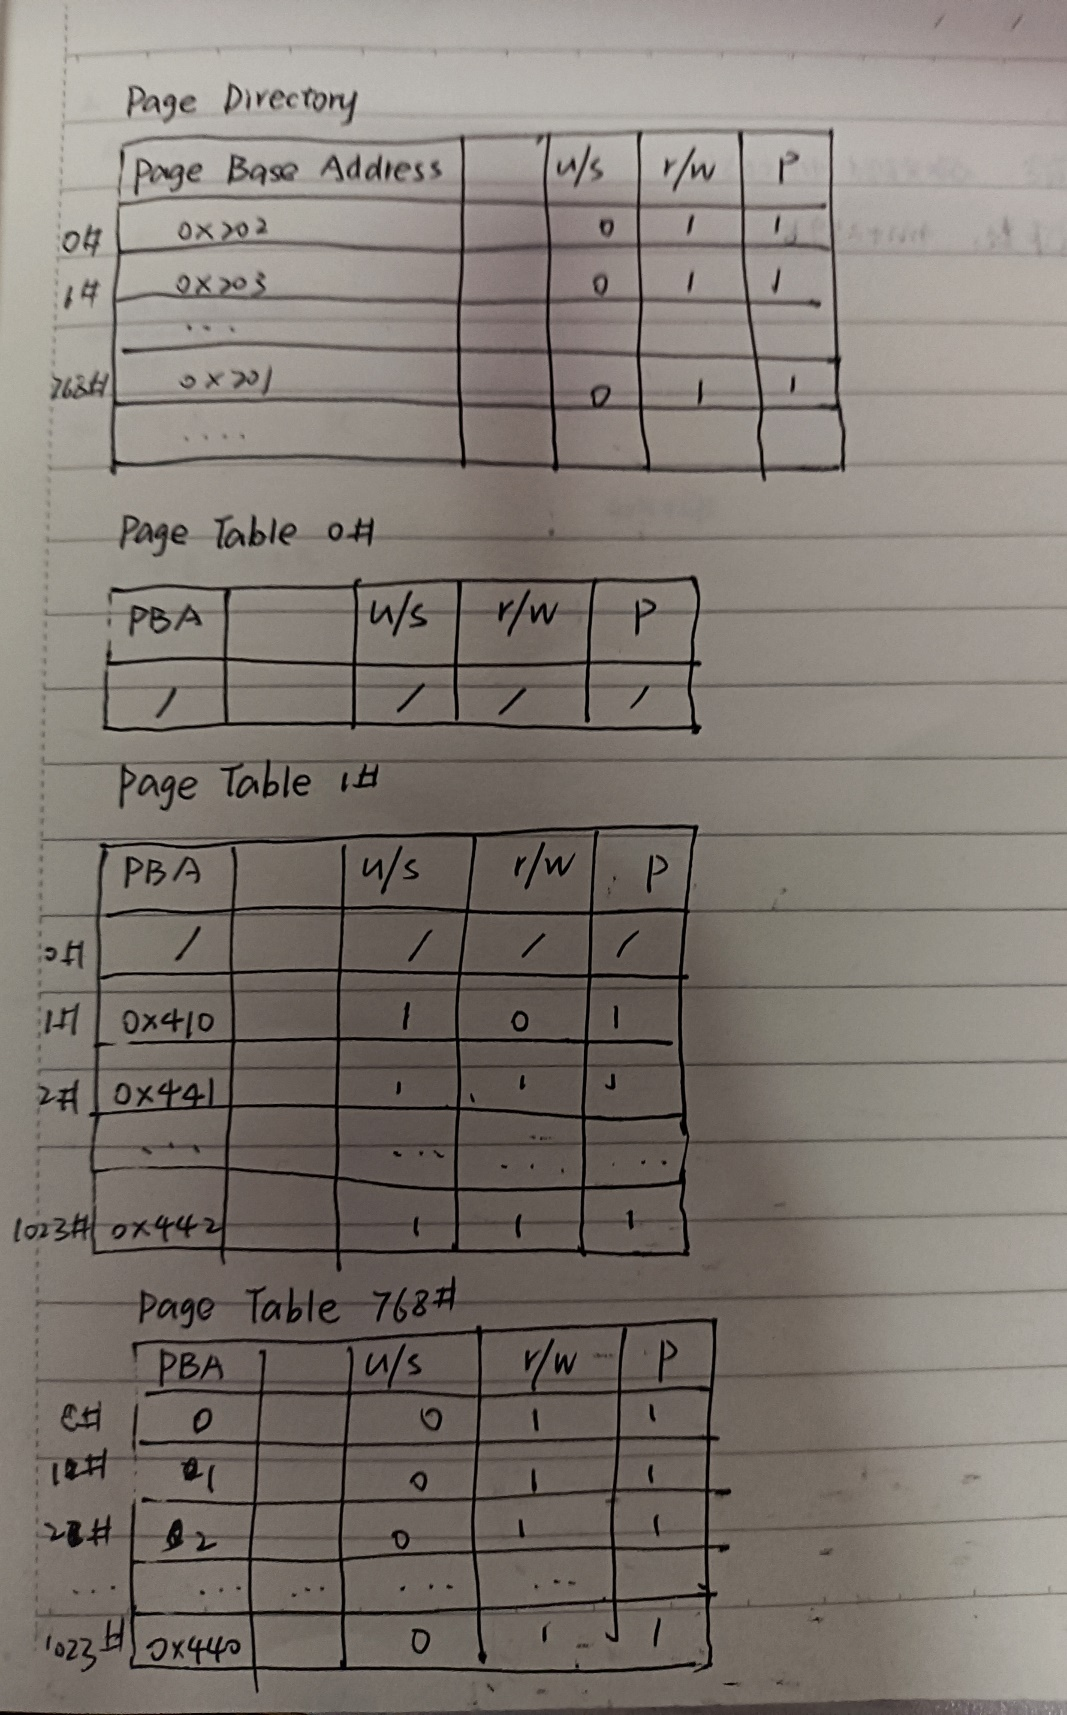 Page Directory
Page Base Address u/s r/w P
0# 0x202 0 1 1
1# 0x203 0 1 1
...
768# 0x201 0 1 1
....
Page Table 0#
PBA u/s r/w P
/ / / /
Page Table 1#
PBA u/s r/w P
0# / / / /
1# 0x410 1 0 1
2# 0x441 1 1 1
... ... .... ...
1023# 0x442 1 1 1
Page Table 768#
PBA u/s r/w P
0# 0 0 1 1
1# 1 0 1 1
2# 2 0 1 1
... ... ... ... ...
1023# 0x440 0 1 1